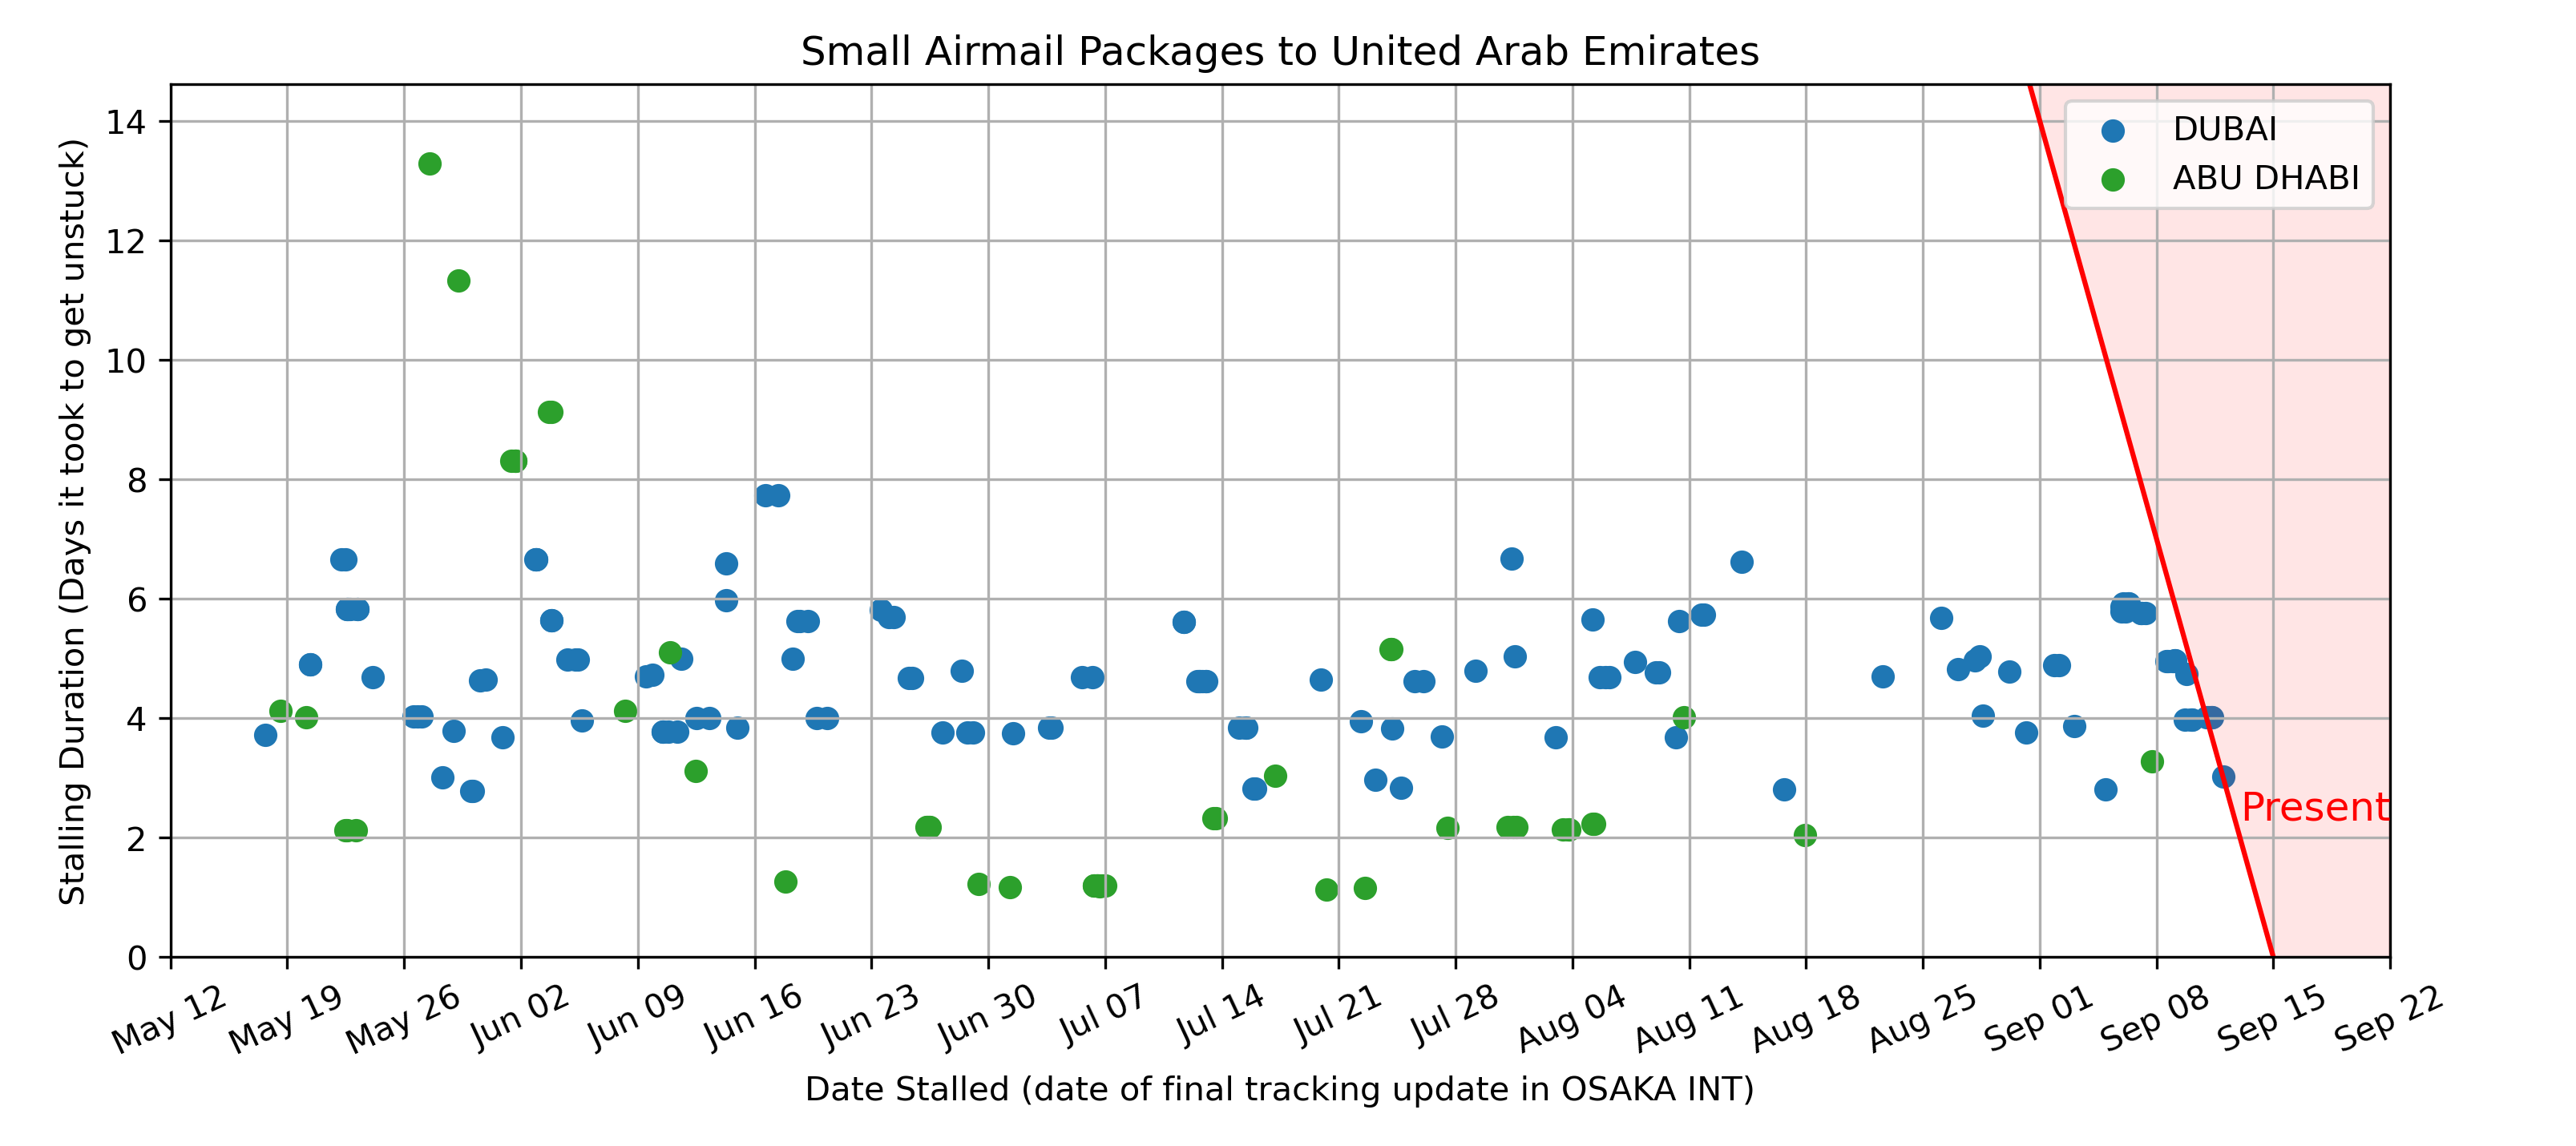 Small Airmail Packages to United Arab Emirates
Stalling Duration (Days it took to get unstuck)
14
12
10
8
6
4
2
0
DUBAI
ABU DHABI
Present
May 12
May 19
May 26
Jun 02
Jun 09
Jun 16
Jun 23
Jun 30
Jul 07
Jul 14
Jul 21
Jul 28
Aug 04
Aug 11
Aug 18
Aug 25
Sep 01
Sep 08
Sep 15
Sep 22
Date Stalled (date of final tracking update in OSAKA INT)